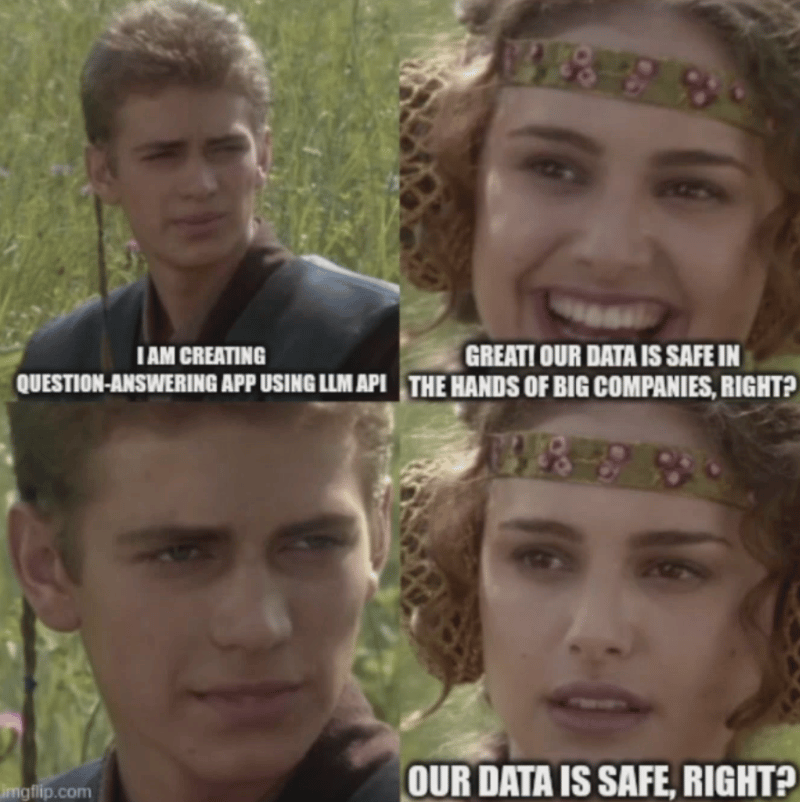 I AM CREATING
QUESTION-ANSWERING APP USING LLM API
GREAT! OUR DATA IS SAFE IN
THE HANDS OF BIG COMPANIES, RIGHT?
OUR DATA IS SAFE, RIGHT?
imgflip.com